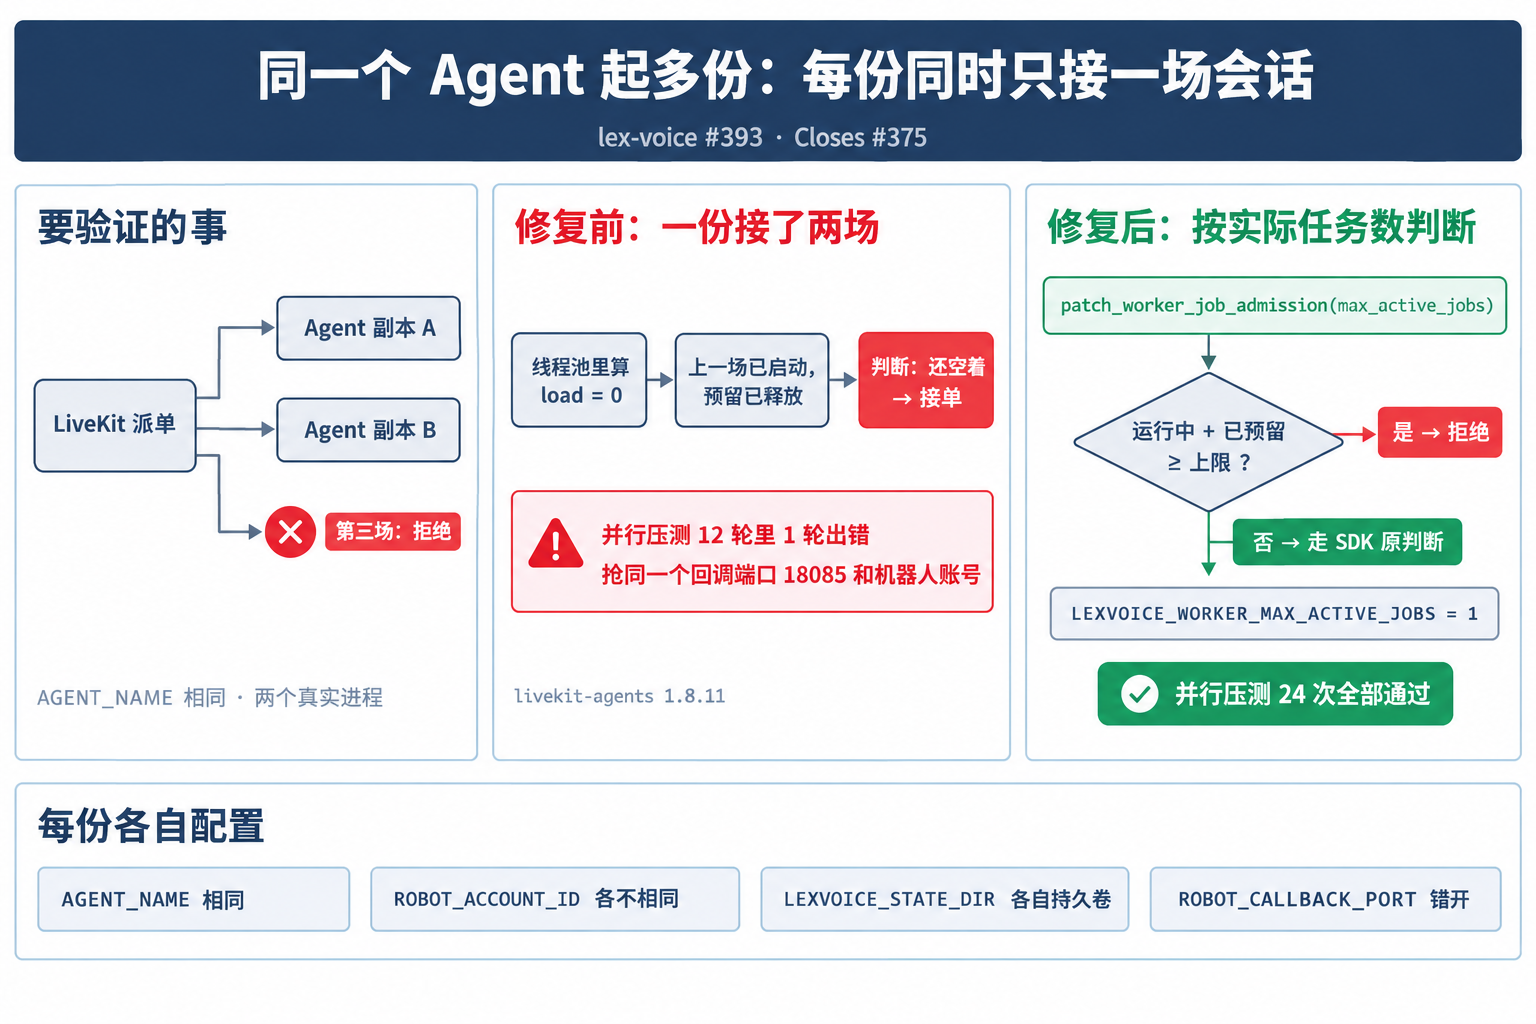 同一个 Agent 起多份：每份同时只接一场会话
lex-voice #393 · Closes #375
要验证的事
LiveKit 派单
Agent 副本 A
Agent 副本 B
第三场：拒绝
AGENT_NAME 相同 · 两个真实进程
修复前：一份接了两场
线程池里算
load = 0
上一场已启动，
预留已释放
判断：还空着
→ 接单
并行压测 12 轮里 1 轮出错
抢同一个回调端口 18085 和机器人账号
livekit-agents 1.8.11
修复后：按实际任务数判断
patch_worker_job_admission(max_active_jobs)
运行中 + 已预留
≥ 上限 ？
是 → 拒绝
否 → 走 SDK 原判断
LEXVOICE_WORKER_MAX_ACTIVE_JOBS = 1
并行压测 24 次全部通过
每份各自配置
AGENT_NAME 相同
ROBOT_ACCOUNT_ID 各不相同
LEXVOICE_STATE_DIR 各自持久卷
ROBOT_CALLBACK_PORT 错开